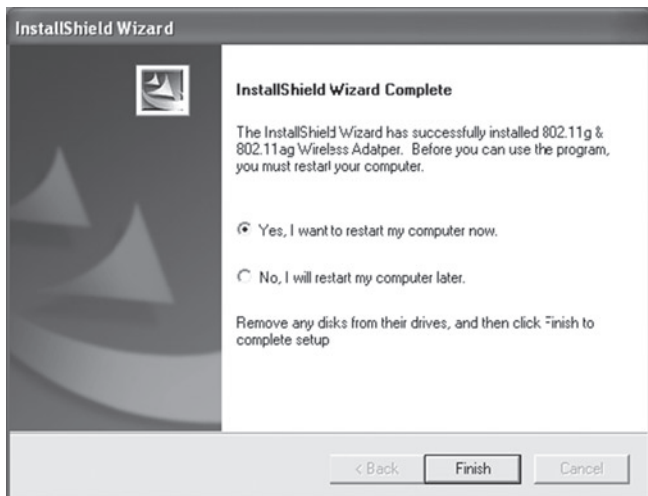 InstallShield Wizard
InstallShield Wizard Complete
The InstallShield Wizard has successfully installed 802.11g &
802.11ag Wireless Adatper. Before you can use the program,
you must restart your computer.
Yes, I want to restart my computer now.
No, I will restart my computer later.
Remove any disks from their drives, and then click Finish to
complete setup
< Back
Finish
Cancel